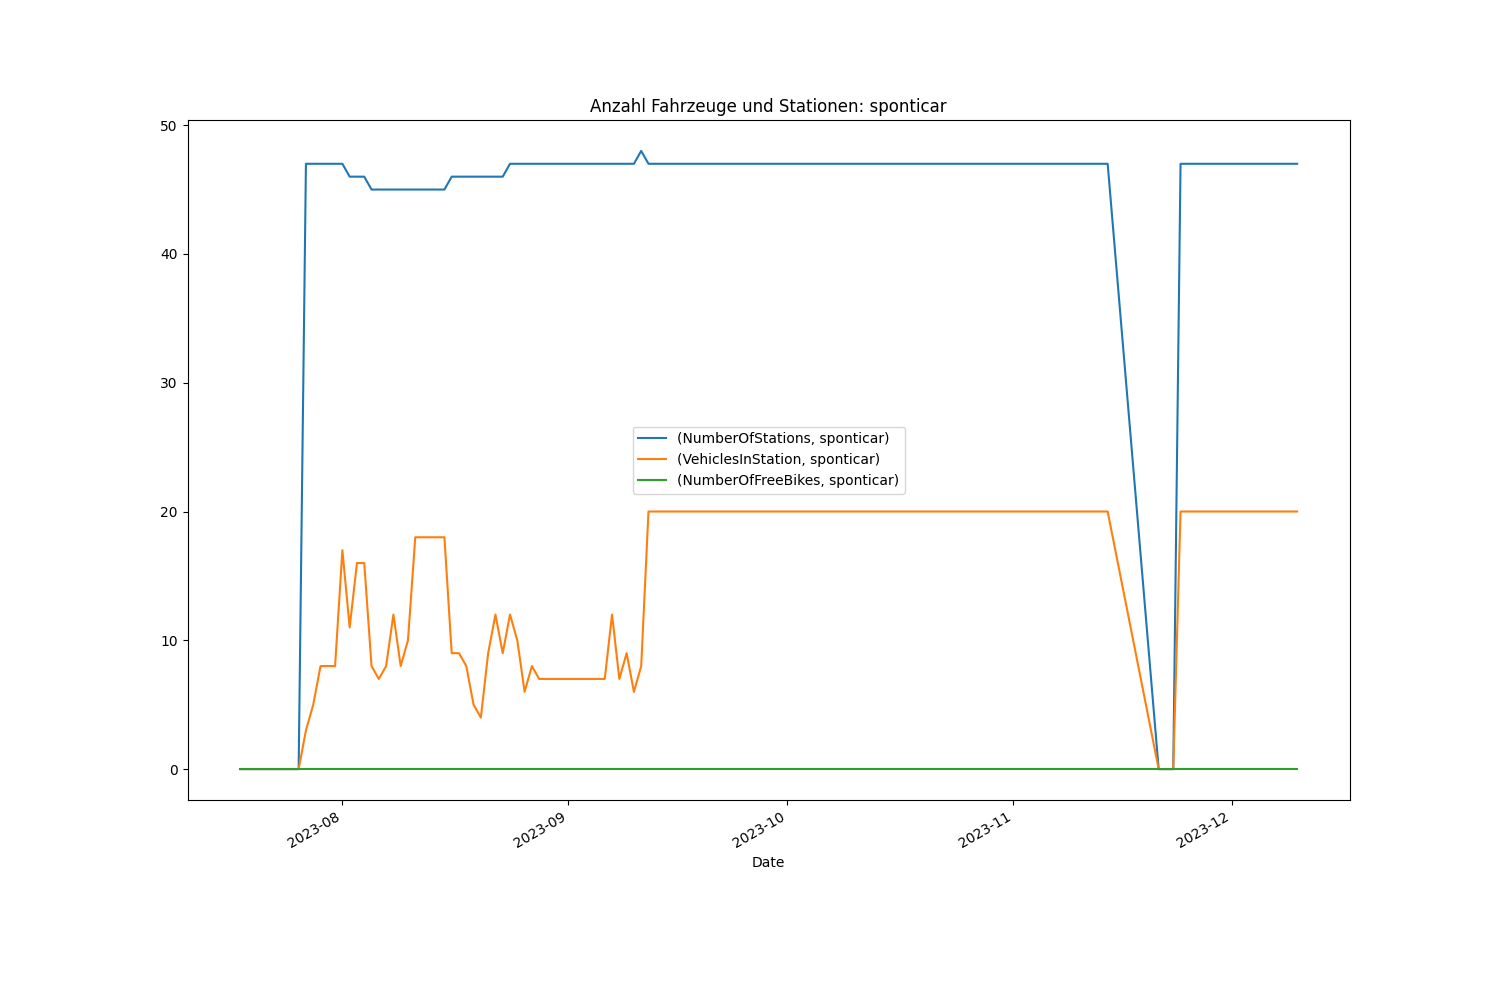 Anzahl Fahrzeuge und Stationen: sponticar
50
40
30
20
10
0
(NumberOfStations, sponticar)
(VehiclesInStation, sponticar)
(NumberOfFreeBikes, sponticar)
2023-08
2023-09
2023-10
2023-11
2023-12
Date